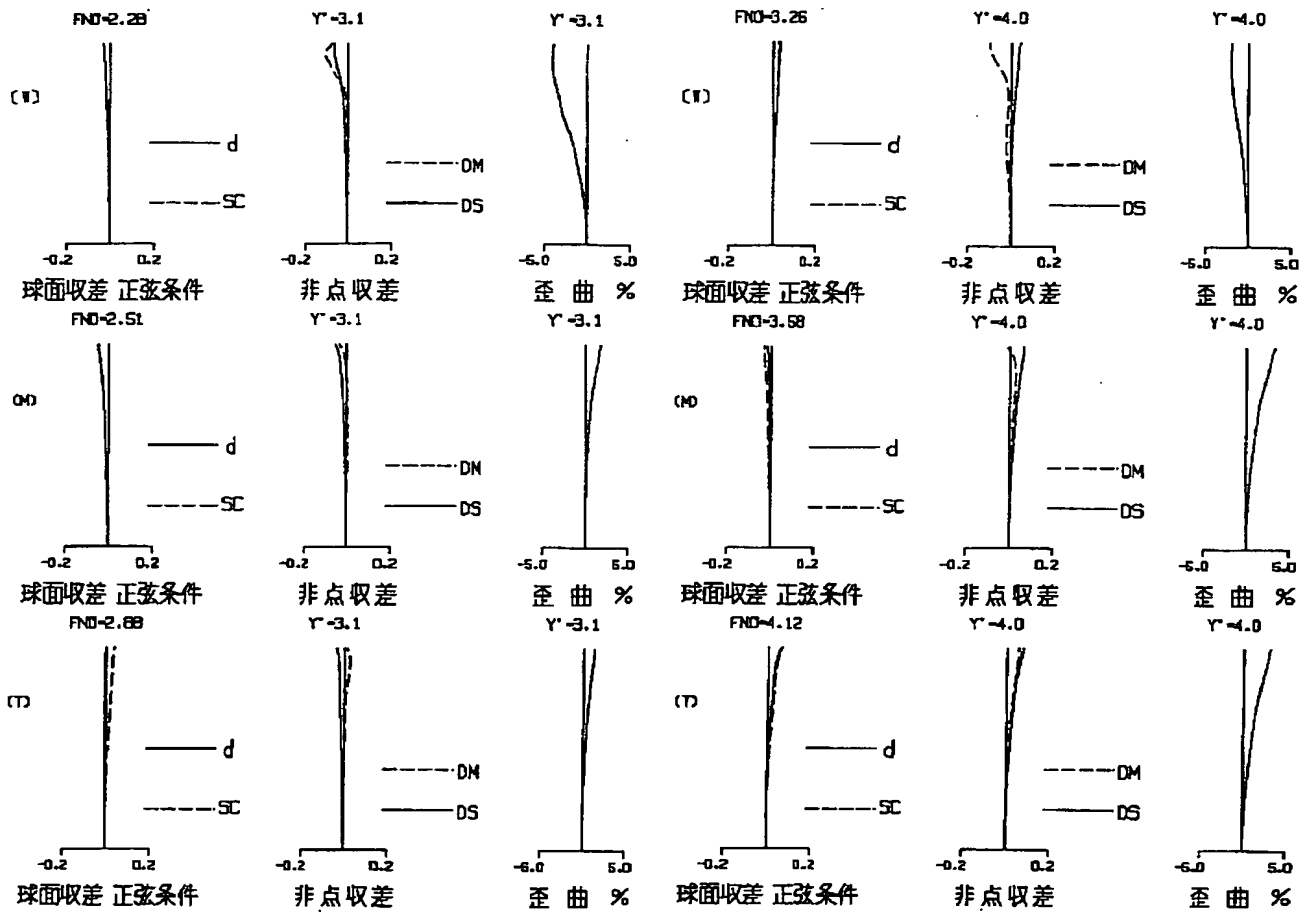 FNO=2.28 Y'=3.1 Y'=3.1 FNO=3.26 Y'=4.0 Y'=4.0
(W) (W)
d d
DM DM
SC DS SC DS
-0.2 0.2 -0.2 0.2 -5.0 5.0 -0.2 0.2 -0.2 0.2 -5.0 5.0
球面収差 正弦条件 非点収差 歪曲 % 球面収差 正弦条件 非点収差 歪曲 %
FNO=2.51 Y'=3.1 Y'=3.1 FNO=3.58 Y'=4.0 Y'=4.0
(M) (M)
d d
DM DM
SC DS SC DS
-0.2 0.2 -0.2 0.2 -5.0 5.0 -0.2 0.2 -0.2 0.2 -5.0 5.0
球面収差 正弦条件 非点収差 歪曲 % 球面収差 正弦条件 非点収差 歪曲 %
FNO=2.88 Y'=3.1 Y'=3.1 FNO=4.12 Y'=4.0 Y'=4.0
(T) (T)
d d
DM DM
SC DS SC DS
-0.2 0.2 -0.2 0.2 -5.0 5.0 -0.2 0.2 -0.2 0.2 -5.0 5.0
球面収差 正弦条件 非点収差 歪曲 % 球面収差 正弦条件 非点収差 歪曲 %